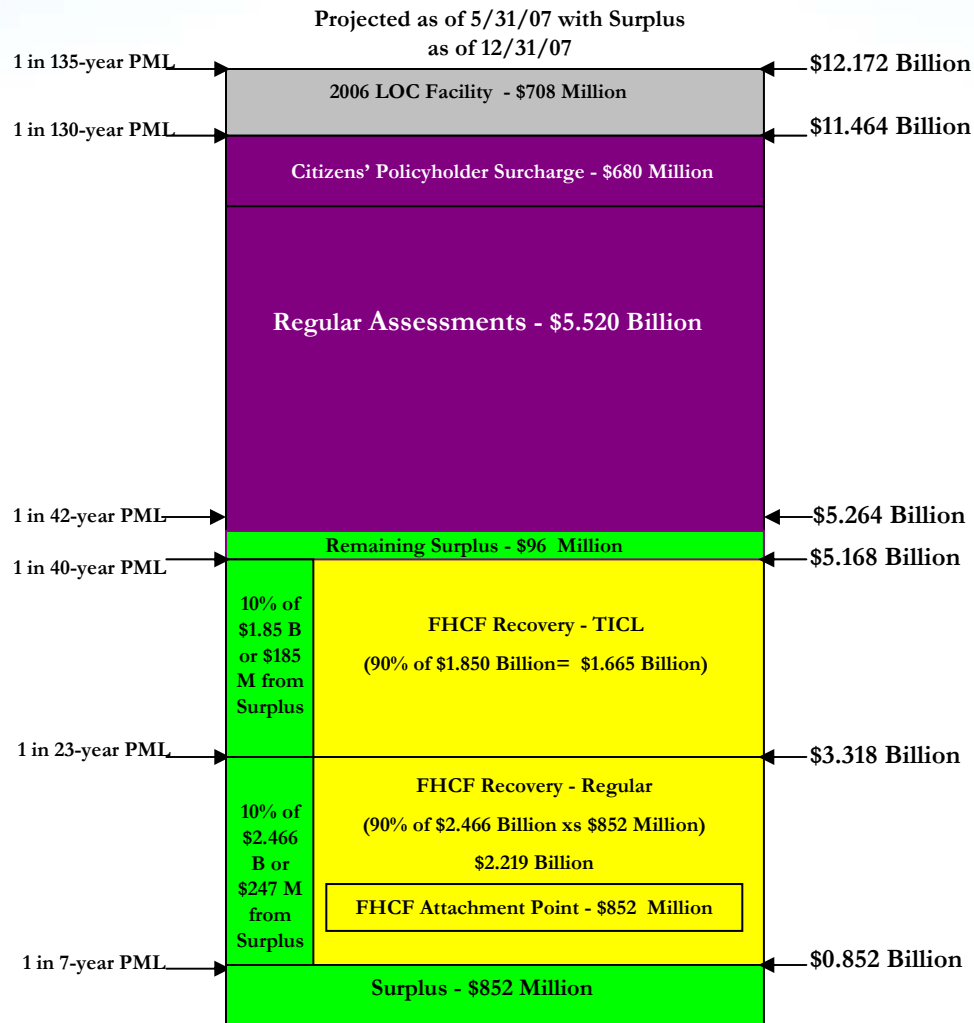 Projected as of 5/31/07 with Surplus
as of 12/31/07
1 in 135-year PML
$12.172 Billion
2006 LOC Facility - $708 Million
1 in 130-year PML
$11.464 Billion
Citizens' Policyholder Surcharge - $680 Million
Regular Assessments - $5.520 Billion
1 in 42-year PML
$5.264 Billion
Remaining Surplus - $96 Million
1 in 40-year PML
$5.168 Billion
10% of
$1.85 B
or $185
M from
Surplus
FHCF Recovery - TICL
(90% of $1.850 Billion= $1.665 Billion)
1 in 23-year PML
$3.318 Billion
10% of
$2.466
B or
$247 M
from
Surplus
FHCF Recovery - Regular
(90% of $2.466 Billion xs $852 Million)
$2.219 Billion
FHCF Attachment Point - $852 Million
1 in 7-year PML
$0.852 Billion
Surplus - $852 Million